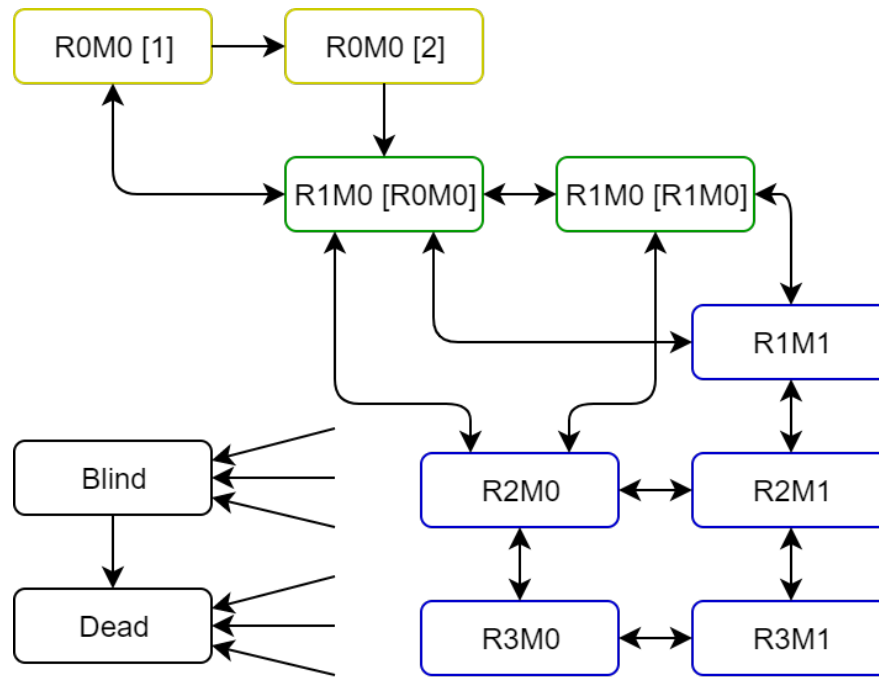 R0M0 [1]
R0M0 [2]
R1M0 [R0M0]
R1M0 [R1M0]
R1M1
Blind
R2M0
R2M1
Dead
R3M0
R3M1